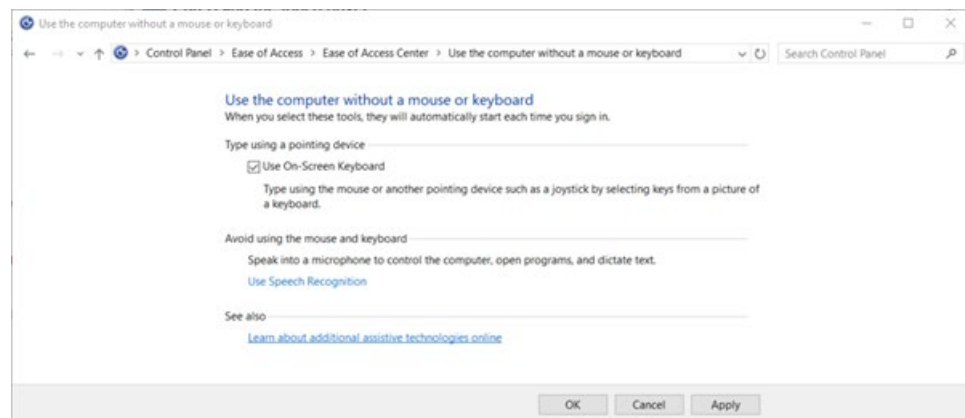 Use the computer without a mouse or keyboard
Control Panel > Ease of Access > Ease of Access Center > Use the computer without a mouse or keyboard
Search Control Panel
Use the computer without a mouse or keyboard
When you select these tools, they will automatically start each time you sign in.
Type using a pointing device
Use On-Screen Keyboard
Type using the mouse or another pointing device such as a joystick by selecting keys from a picture of
a keyboard.
Avoid using the mouse and keyboard
Speak into a microphone to control the computer, open programs, and dictate text.
Use Speech Recognition
See also
Learn about additional assistive technologies online
OK Cancel Apply